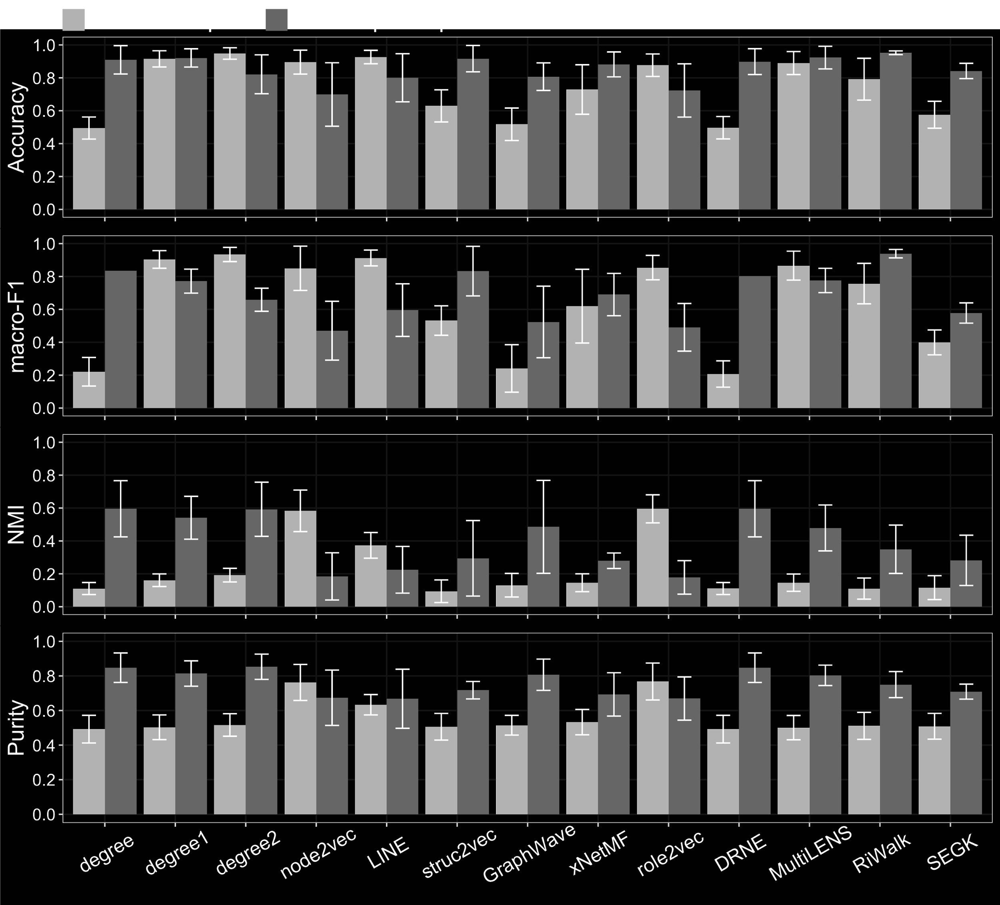 1.0
0.8
0.6
0.4
0.2
0.0
Accuracy
1.0
0.8
0.6
0.4
0.2
0.0
macro-F1
1.0
0.8
0.6
0.4
0.2
0.0
NMI
1.0
0.8
0.6
0.4
0.2
0.0
Purity
degree
degree1
degree2
node2vec
LINE
struc2vec
GraphWave
xNetMF
role2vec
DRNE
MultiLENS
RiWalk
SEGK